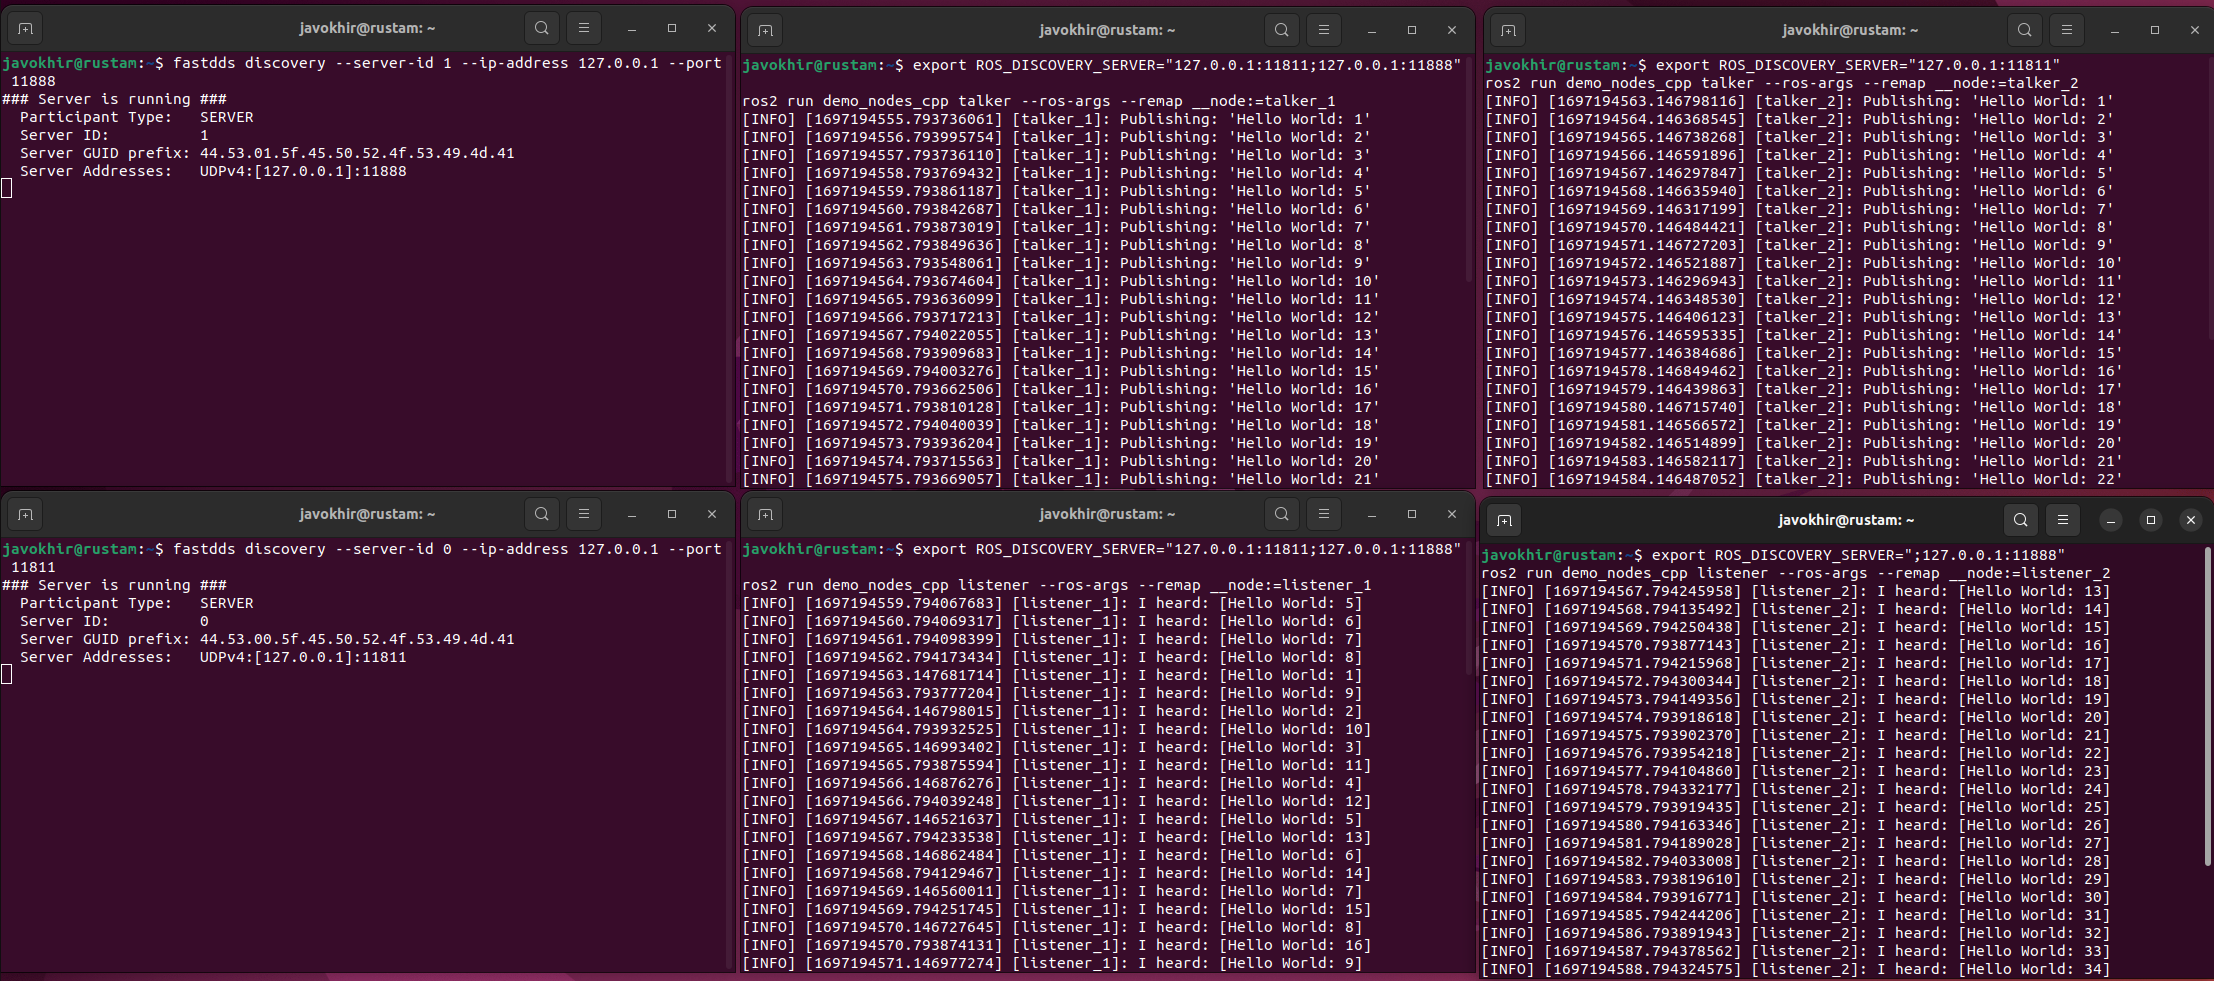 javokhir@rustam: ~
javokhir@rustam:~$ fastdds discovery --server-id 1 --ip-address 127.0.0.1 --port
11888
### Server is running ###
Participant Type:   SERVER
Server ID:          1
Server GUID prefix: 44.53.01.5f.45.50.52.4f.53.49.4d.41
Server Addresses:   UDPv4:[127.0.0.1]:11888
javokhir@rustam: ~
javokhir@rustam:~$ export ROS_DISCOVERY_SERVER="127.0.0.1:11811;127.0.0.1:11888"
ros2 run demo_nodes_cpp talker --ros-args --remap __node:=talker_1
[INFO] [1697194555.793736061] [talker_1]: Publishing: 'Hello World: 1'
[INFO] [1697194556.793995754] [talker_1]: Publishing: 'Hello World: 2'
[INFO] [1697194557.793736110] [talker_1]: Publishing: 'Hello World: 3'
[INFO] [1697194558.793769432] [talker_1]: Publishing: 'Hello World: 4'
[INFO] [1697194559.793861187] [talker_1]: Publishing: 'Hello World: 5'
[INFO] [1697194560.793842687] [talker_1]: Publishing: 'Hello World: 6'
[INFO] [1697194561.793873019] [talker_1]: Publishing: 'Hello World: 7'
[INFO] [1697194562.793849636] [talker_1]: Publishing: 'Hello World: 8'
[INFO] [1697194563.793548061] [talker_1]: Publishing: 'Hello World: 9'
[INFO] [1697194564.793674604] [talker_1]: Publishing: 'Hello World: 10'
[INFO] [1697194565.793636099] [talker_1]: Publishing: 'Hello World: 11'
[INFO] [1697194566.793717213] [talker_1]: Publishing: 'Hello World: 12'
[INFO] [1697194567.794022055] [talker_1]: Publishing: 'Hello World: 13'
[INFO] [1697194568.793909683] [talker_1]: Publishing: 'Hello World: 14'
[INFO] [1697194569.794003276] [talker_1]: Publishing: 'Hello World: 15'
[INFO] [1697194570.793662506] [talker_1]: Publishing: 'Hello World: 16'
[INFO] [1697194571.793810128] [talker_1]: Publishing: 'Hello World: 17'
[INFO] [1697194572.794040039] [talker_1]: Publishing: 'Hello World: 18'
[INFO] [1697194573.793936204] [talker_1]: Publishing: 'Hello World: 19'
[INFO] [1697194574.793715563] [talker_1]: Publishing: 'Hello World: 20'
[INFO] [1697194575.793669057] [talker_1]: Publishing: 'Hello World: 21'
javokhir@rustam: ~
javokhir@rustam:~$ export ROS_DISCOVERY_SERVER="127.0.0.1:11811"
ros2 run demo_nodes_cpp talker --ros-args --remap __node:=talker_2
[INFO] [1697194563.146798116] [talker_2]: Publishing: 'Hello World: 1'
[INFO] [1697194564.146368545] [talker_2]: Publishing: 'Hello World: 2'
[INFO] [1697194565.146738268] [talker_2]: Publishing: 'Hello World: 3'
[INFO] [1697194566.146591896] [talker_2]: Publishing: 'Hello World: 4'
[INFO] [1697194567.146297847] [talker_2]: Publishing: 'Hello World: 5'
[INFO] [1697194568.146635940] [talker_2]: Publishing: 'Hello World: 6'
[INFO] [1697194569.146317199] [talker_2]: Publishing: 'Hello World: 7'
[INFO] [1697194570.146484421] [talker_2]: Publishing: 'Hello World: 8'
[INFO] [1697194571.146727203] [talker_2]: Publishing: 'Hello World: 9'
[INFO] [1697194572.146521887] [talker_2]: Publishing: 'Hello World: 10'
[INFO] [1697194573.146296943] [talker_2]: Publishing: 'Hello World: 11'
[INFO] [1697194574.146348530] [talker_2]: Publishing: 'Hello World: 12'
[INFO] [1697194575.146406123] [talker_2]: Publishing: 'Hello World: 13'
[INFO] [1697194576.146595335] [talker_2]: Publishing: 'Hello World: 14'
[INFO] [1697194577.146384686] [talker_2]: Publishing: 'Hello World: 15'
[INFO] [1697194578.146849462] [talker_2]: Publishing: 'Hello World: 16'
[INFO] [1697194579.146439863] [talker_2]: Publishing: 'Hello World: 17'
[INFO] [1697194580.146715740] [talker_2]: Publishing: 'Hello World: 18'
[INFO] [1697194581.146566572] [talker_2]: Publishing: 'Hello World: 19'
[INFO] [1697194582.146514899] [talker_2]: Publishing: 'Hello World: 20'
[INFO] [1697194583.146582117] [talker_2]: Publishing: 'Hello World: 21'
[INFO] [1697194584.146487052] [talker_2]: Publishing: 'Hello World: 22'
javokhir@rustam: ~
javokhir@rustam:~$ fastdds discovery --server-id 0 --ip-address 127.0.0.1 --port
11811
### Server is running ###
Participant Type:   SERVER
Server ID:          0
Server GUID prefix: 44.53.00.5f.45.50.52.4f.53.49.4d.41
Server Addresses:   UDPv4:[127.0.0.1]:11811
javokhir@rustam: ~
javokhir@rustam:~$ export ROS_DISCOVERY_SERVER="127.0.0.1:11811;127.0.0.1:11888"
ros2 run demo_nodes_cpp listener --ros-args --remap __node:=listener_1
[INFO] [1697194559.794067683] [listener_1]: I heard: [Hello World: 5]
[INFO] [1697194560.794069317] [listener_1]: I heard: [Hello World: 6]
[INFO] [1697194561.794098399] [listener_1]: I heard: [Hello World: 7]
[INFO] [1697194562.794173434] [listener_1]: I heard: [Hello World: 8]
[INFO] [1697194563.147681714] [listener_1]: I heard: [Hello World: 1]
[INFO] [1697194563.793777204] [listener_1]: I heard: [Hello World: 9]
[INFO] [1697194564.146798015] [listener_1]: I heard: [Hello World: 2]
[INFO] [1697194564.793932525] [listener_1]: I heard: [Hello World: 10]
[INFO] [1697194565.146993402] [listener_1]: I heard: [Hello World: 3]
[INFO] [1697194565.793875594] [listener_1]: I heard: [Hello World: 11]
[INFO] [1697194566.146876276] [listener_1]: I heard: [Hello World: 4]
[INFO] [1697194566.794039248] [listener_1]: I heard: [Hello World: 12]
[INFO] [1697194567.146521637] [listener_1]: I heard: [Hello World: 5]
[INFO] [1697194567.794233538] [listener_1]: I heard: [Hello World: 13]
[INFO] [1697194568.146862484] [listener_1]: I heard: [Hello World: 6]
[INFO] [1697194568.794129467] [listener_1]: I heard: [Hello World: 14]
[INFO] [1697194569.146560011] [listener_1]: I heard: [Hello World: 7]
[INFO] [1697194569.794251745] [listener_1]: I heard: [Hello World: 15]
[INFO] [1697194570.146727645] [listener_1]: I heard: [Hello World: 8]
[INFO] [1697194570.793874131] [listener_1]: I heard: [Hello World: 16]
[INFO] [1697194571.146977274] [listener_1]: I heard: [Hello World: 9]
javokhir@rustam: ~
javokhir@rustam:~$ export ROS_DISCOVERY_SERVER=";127.0.0.1:11888"
ros2 run demo_nodes_cpp listener --ros-args --remap __node:=listener_2
[INFO] [1697194567.794245958] [listener_2]: I heard: [Hello World: 13]
[INFO] [1697194568.794135492] [listener_2]: I heard: [Hello World: 14]
[INFO] [1697194569.794250438] [listener_2]: I heard: [Hello World: 15]
[INFO] [1697194570.793877143] [listener_2]: I heard: [Hello World: 16]
[INFO] [1697194571.794215968] [listener_2]: I heard: [Hello World: 17]
[INFO] [1697194572.794300344] [listener_2]: I heard: [Hello World: 18]
[INFO] [1697194573.794149356] [listener_2]: I heard: [Hello World: 19]
[INFO] [1697194574.793918618] [listener_2]: I heard: [Hello World: 20]
[INFO] [1697194575.793902370] [listener_2]: I heard: [Hello World: 21]
[INFO] [1697194576.793954218] [listener_2]: I heard: [Hello World: 22]
[INFO] [1697194577.794104860] [listener_2]: I heard: [Hello World: 23]
[INFO] [1697194578.794332177] [listener_2]: I heard: [Hello World: 24]
[INFO] [1697194579.793919435] [listener_2]: I heard: [Hello World: 25]
[INFO] [1697194580.794163346] [listener_2]: I heard: [Hello World: 26]
[INFO] [1697194581.794189028] [listener_2]: I heard: [Hello World: 27]
[INFO] [1697194582.794033008] [listener_2]: I heard: [Hello World: 28]
[INFO] [1697194583.793819610] [listener_2]: I heard: [Hello World: 29]
[INFO] [1697194584.793916771] [listener_2]: I heard: [Hello World: 30]
[INFO] [1697194585.794244206] [listener_2]: I heard: [Hello World: 31]
[INFO] [1697194586.793891943] [listener_2]: I heard: [Hello World: 32]
[INFO] [1697194587.794378562] [listener_2]: I heard: [Hello World: 33]
[INFO] [1697194588.794324575] [listener_2]: I heard: [Hello World: 34]